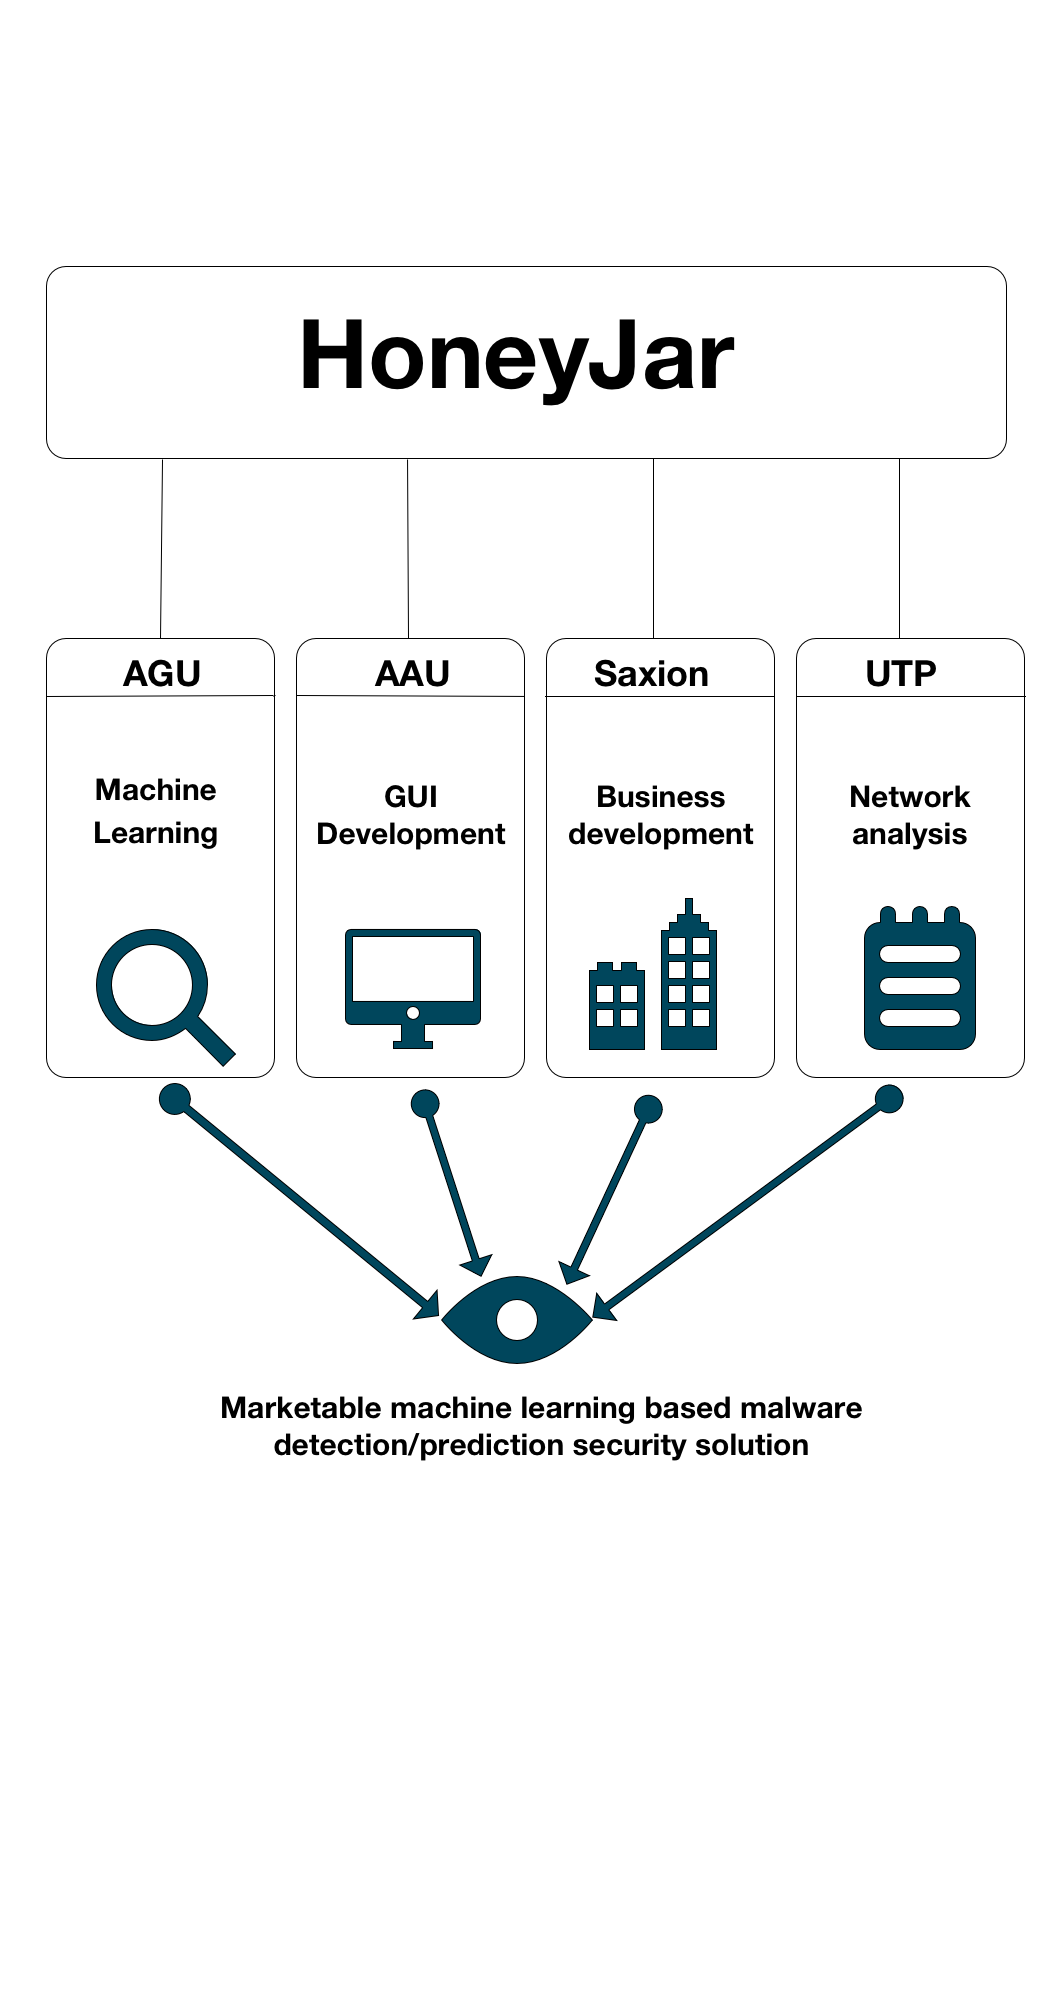 HoneyJar
AGU
Machine
Learning
AAU
GUI
Development
Saxion
Business
development
UTP
Network
analysis
Marketable machine learning based malware
detection/prediction security solution